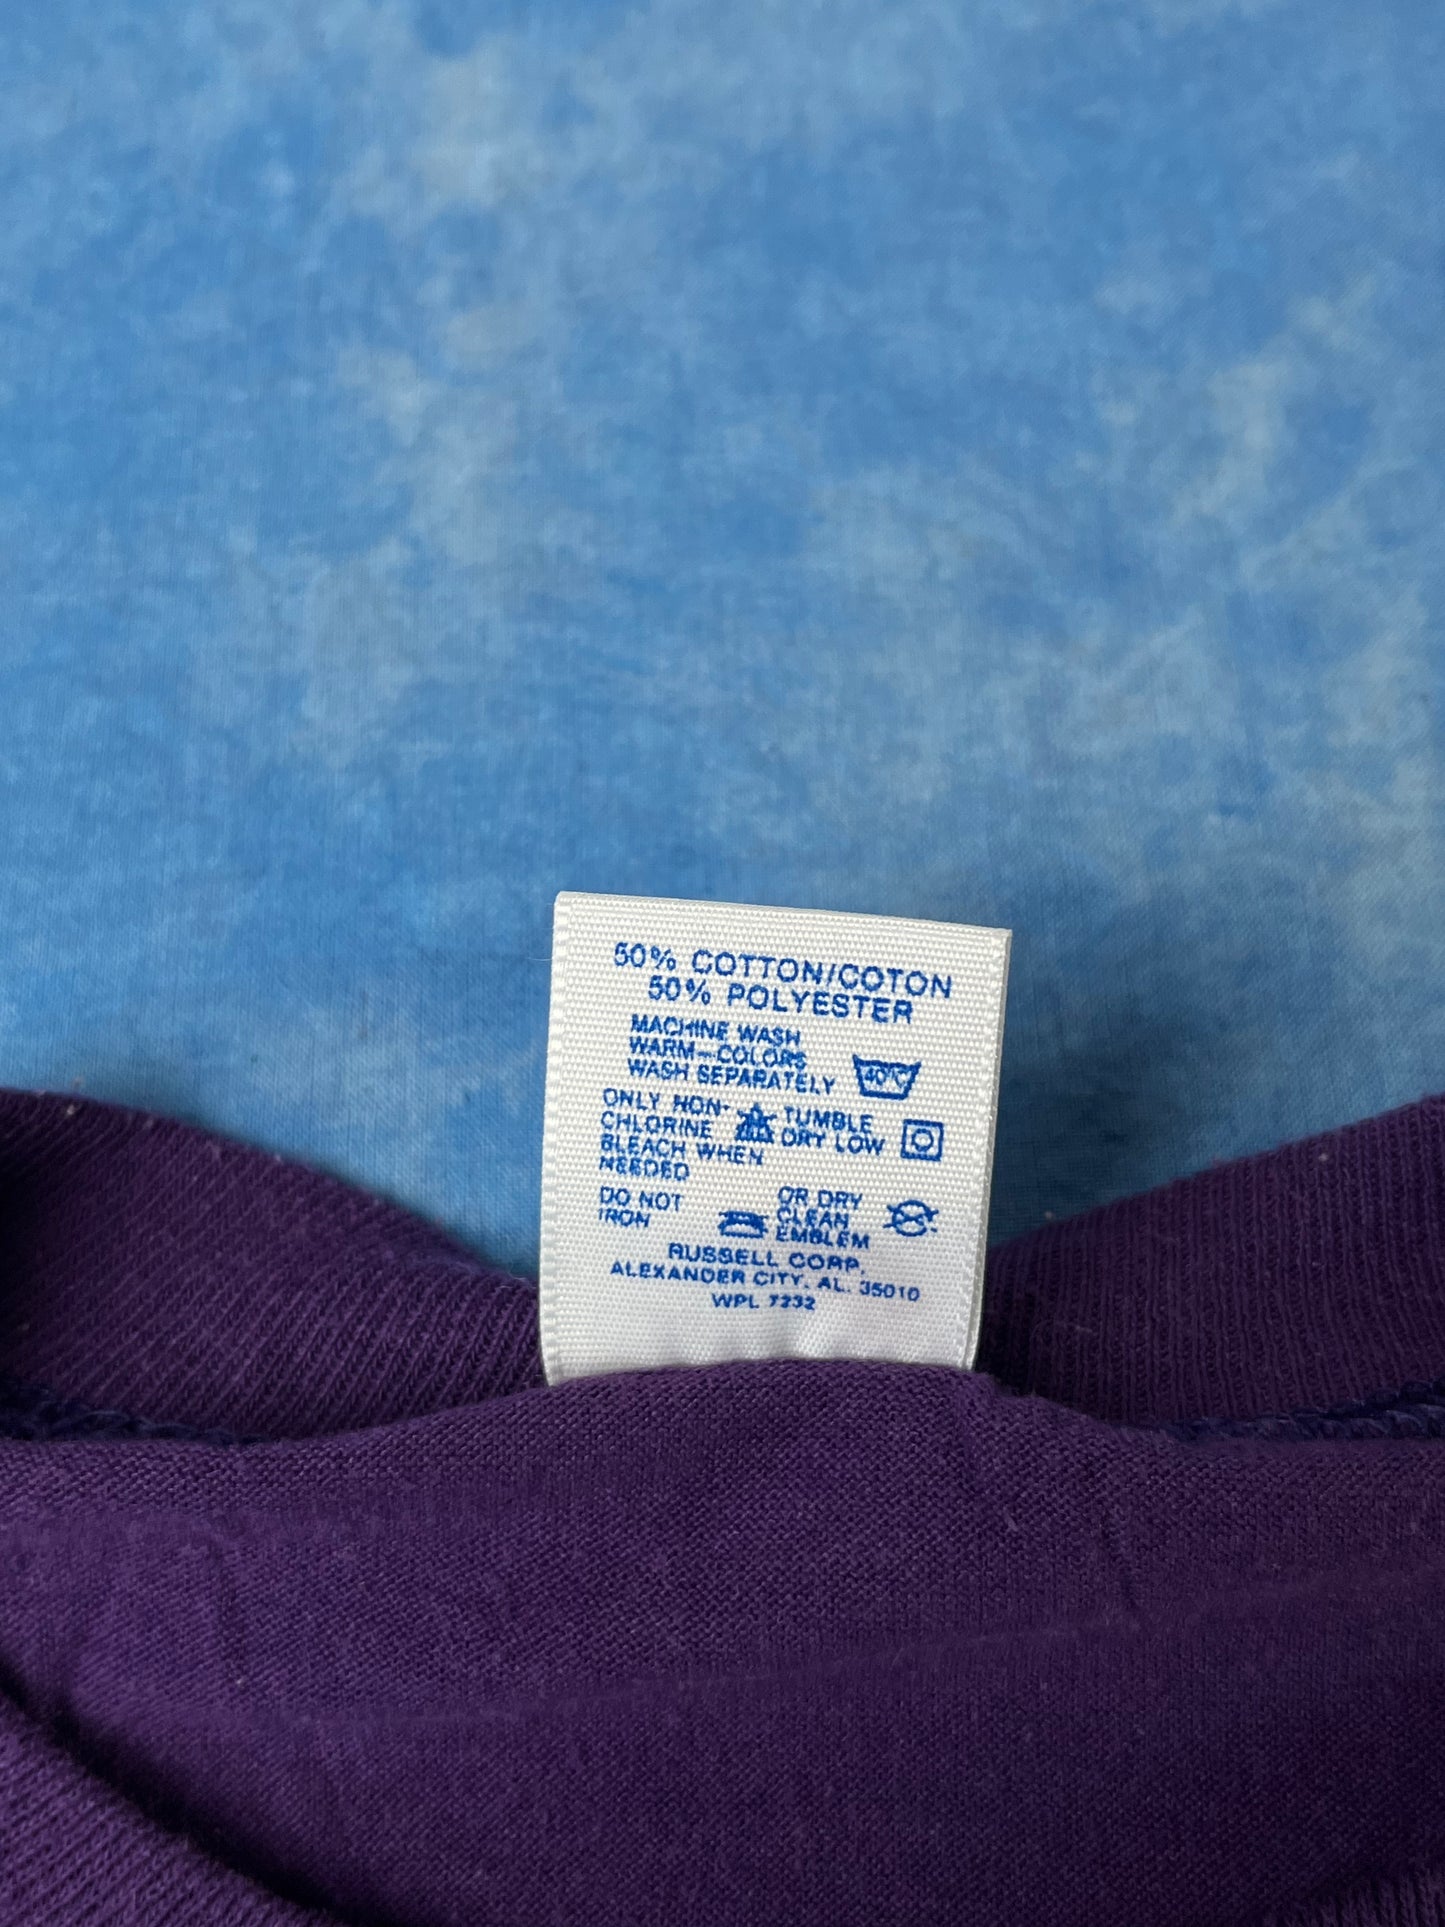 50% COTTON/COTON
50% POLYESTER
MACHINE WASH
WARM-COLORS
WASH SEPARATELY
40°C
ONLY NON-
CHLORINE
BLEACH WHEN
NEEDED
TUMBLE
DRY LOW
DO NOT
IRON
OR DRY
CLEAN
EMBLEM
RUSSELL CORP.
ALEXANDER CITY, AL. 35010
WPL 7232